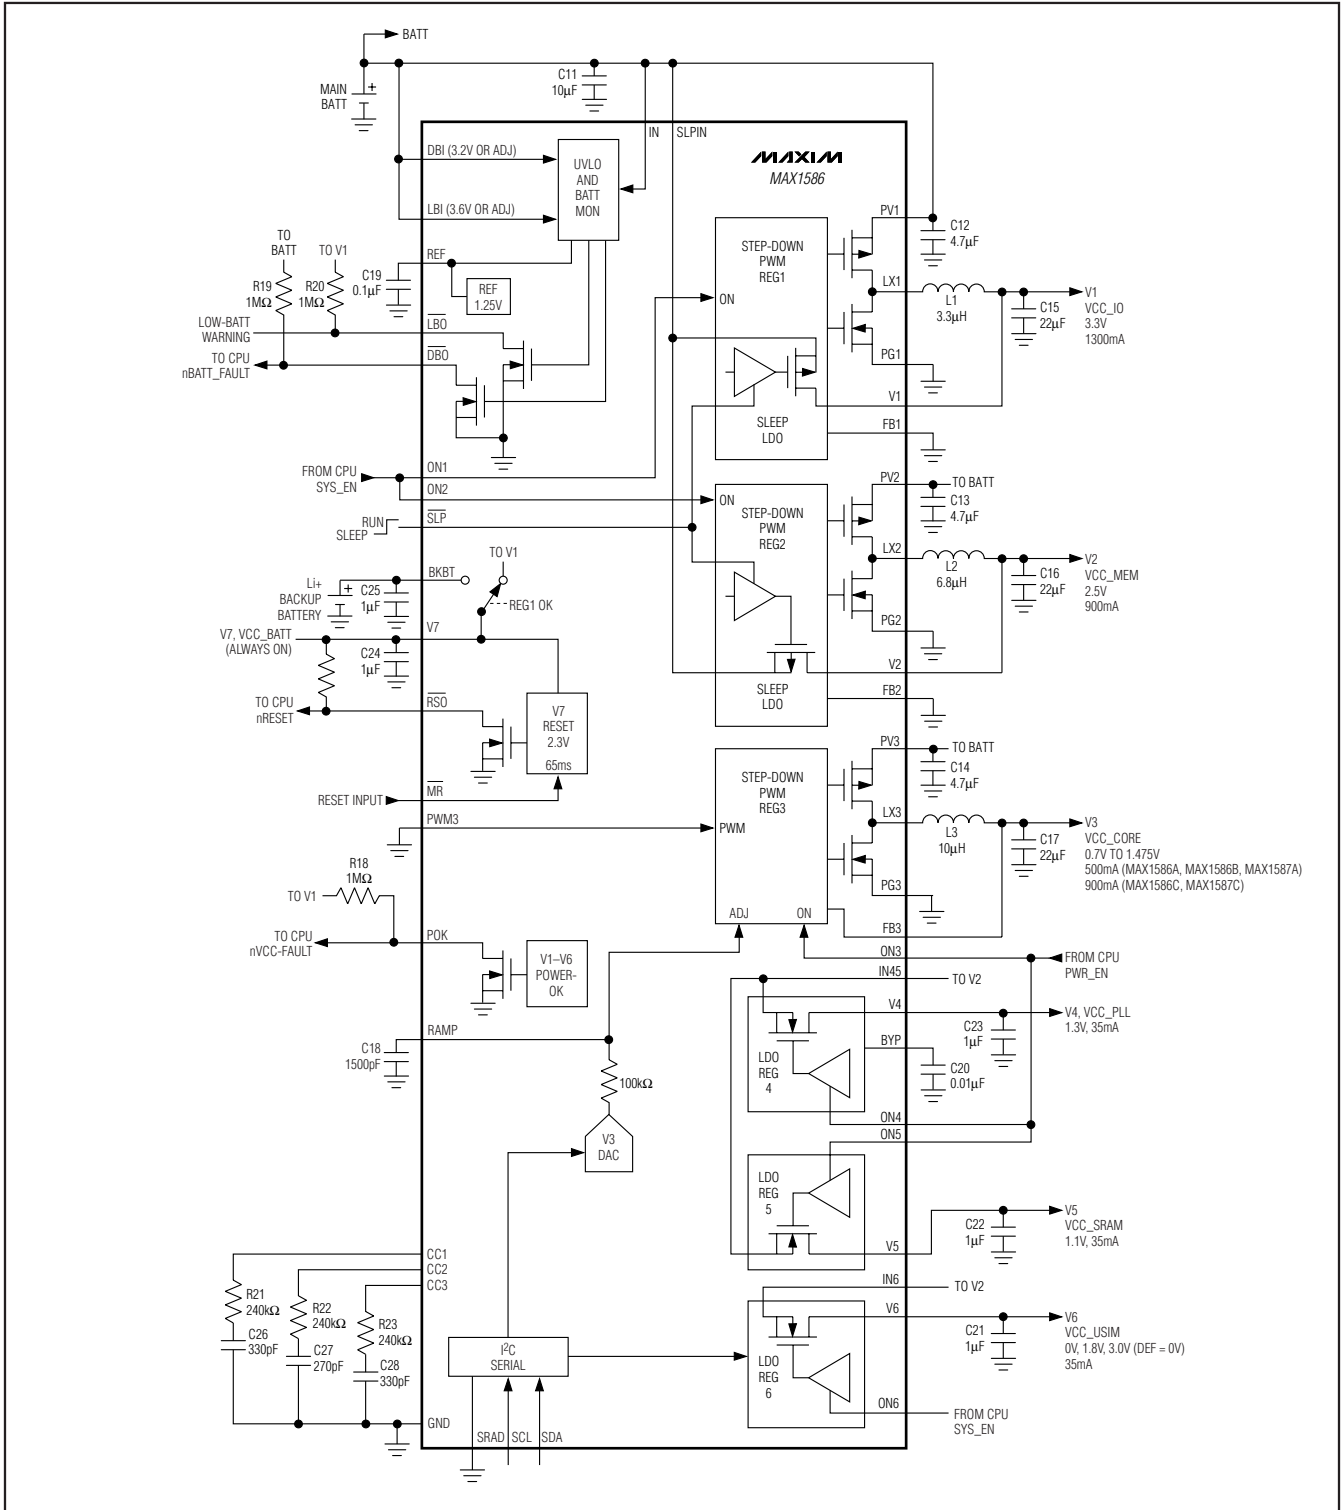 BATT
C11
10µF
MAIN
BATT
+
IN
SLPIN
DBI (3.2V OR ADJ)
UVLO
AND
BATT
MON
MAXIM
MAX1586
LBI (3.6V OR ADJ)
PV1
C12
4.7µF
TO
BATT
TO V1
REF
STEP-DOWN
PWM
REG1
R19
1MΩ
R20
1MΩ
C19
0.1µF
REF
1.25V
ON
LX1
L1
3.3µH
C15
22µF
V1
VCC_IO
3.3V
1300mA
LOW-BATT
WARNING
LBO
TO CPU
nBATT_FAULT
DBO
PG1
V1
SLEEP
LDO
FB1
FROM CPU
SYS_EN
ON1
ON2
PV2
TO BATT
C13
4.7µF
ON
STEP-DOWN
PWM
REG2
RUN
SLEEP
SLP
LX2
L2
6.8µH
C16
22µF
V2
VCC_MEM
2.5V
900mA
TO V1
BKBT
Li+
BACKUP
BATTERY
+
C25
1µF
REG1 OK
V7
V7, VCC_BATT
(ALWAYS ON)
C24
1µF
PG2
V2
SLEEP
LDO
FB2
TO CPU
nRESET
RSO
V7
RESET
2.3V
65ms
PV3
TO BATT
C14
4.7µF
STEP-DOWN
PWM
REG3
RESET INPUT
MR
PWM3
PWM
LX3
L3
10µH
C17
22µF
V3
VCC_CORE
0.7V TO 1.475V
500mA (MAX1586A, MAX1586B, MAX1587A)
900mA (MAX1586C, MAX1587C)
R18
1MΩ
TO V1
PG3
ADJ
ON
FB3
TO CPU
nVCC-FAULT
POK
V1–V6
POWER-
OK
ON3
FROM CPU
PWR_EN
IN45
TO V2
V4
V4, VCC_PLL
1.3V, 35mA
C23
1µF
RAMP
C18
1500pF
LDO
REG
4
BYP
C20
0.01µF
100kΩ
ON4
ON5
V3
DAC
LDO
REG
5
V5
VCC_SRAM
1.1V, 35mA
C22
1µF
V5
CC1
CC2
CC3
IN6
TO V2
R21
240kΩ
R22
240kΩ
R23
240kΩ
V6
V6
VCC_USIM
0V, 1.8V, 3.0V (DEF = 0V)
35mA
C21
1µF
C26
330pF
C27
270pF
C28
330pF
I2C
SERIAL
LDO
REG
6
ON6
FROM CPU
SYS_EN
GND
SRAD
SCL
SDA